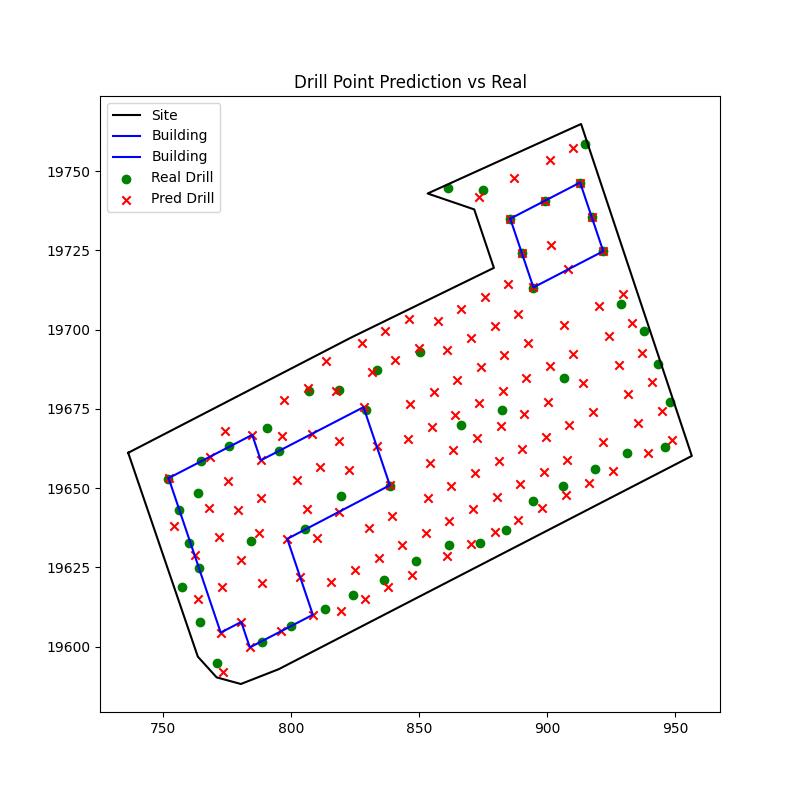 Drill Point Prediction vs Real
Site
Building
Building
Real Drill
Pred Drill
19750
19725
19700
19675
19650
19625
19600
750
800
850
900
950